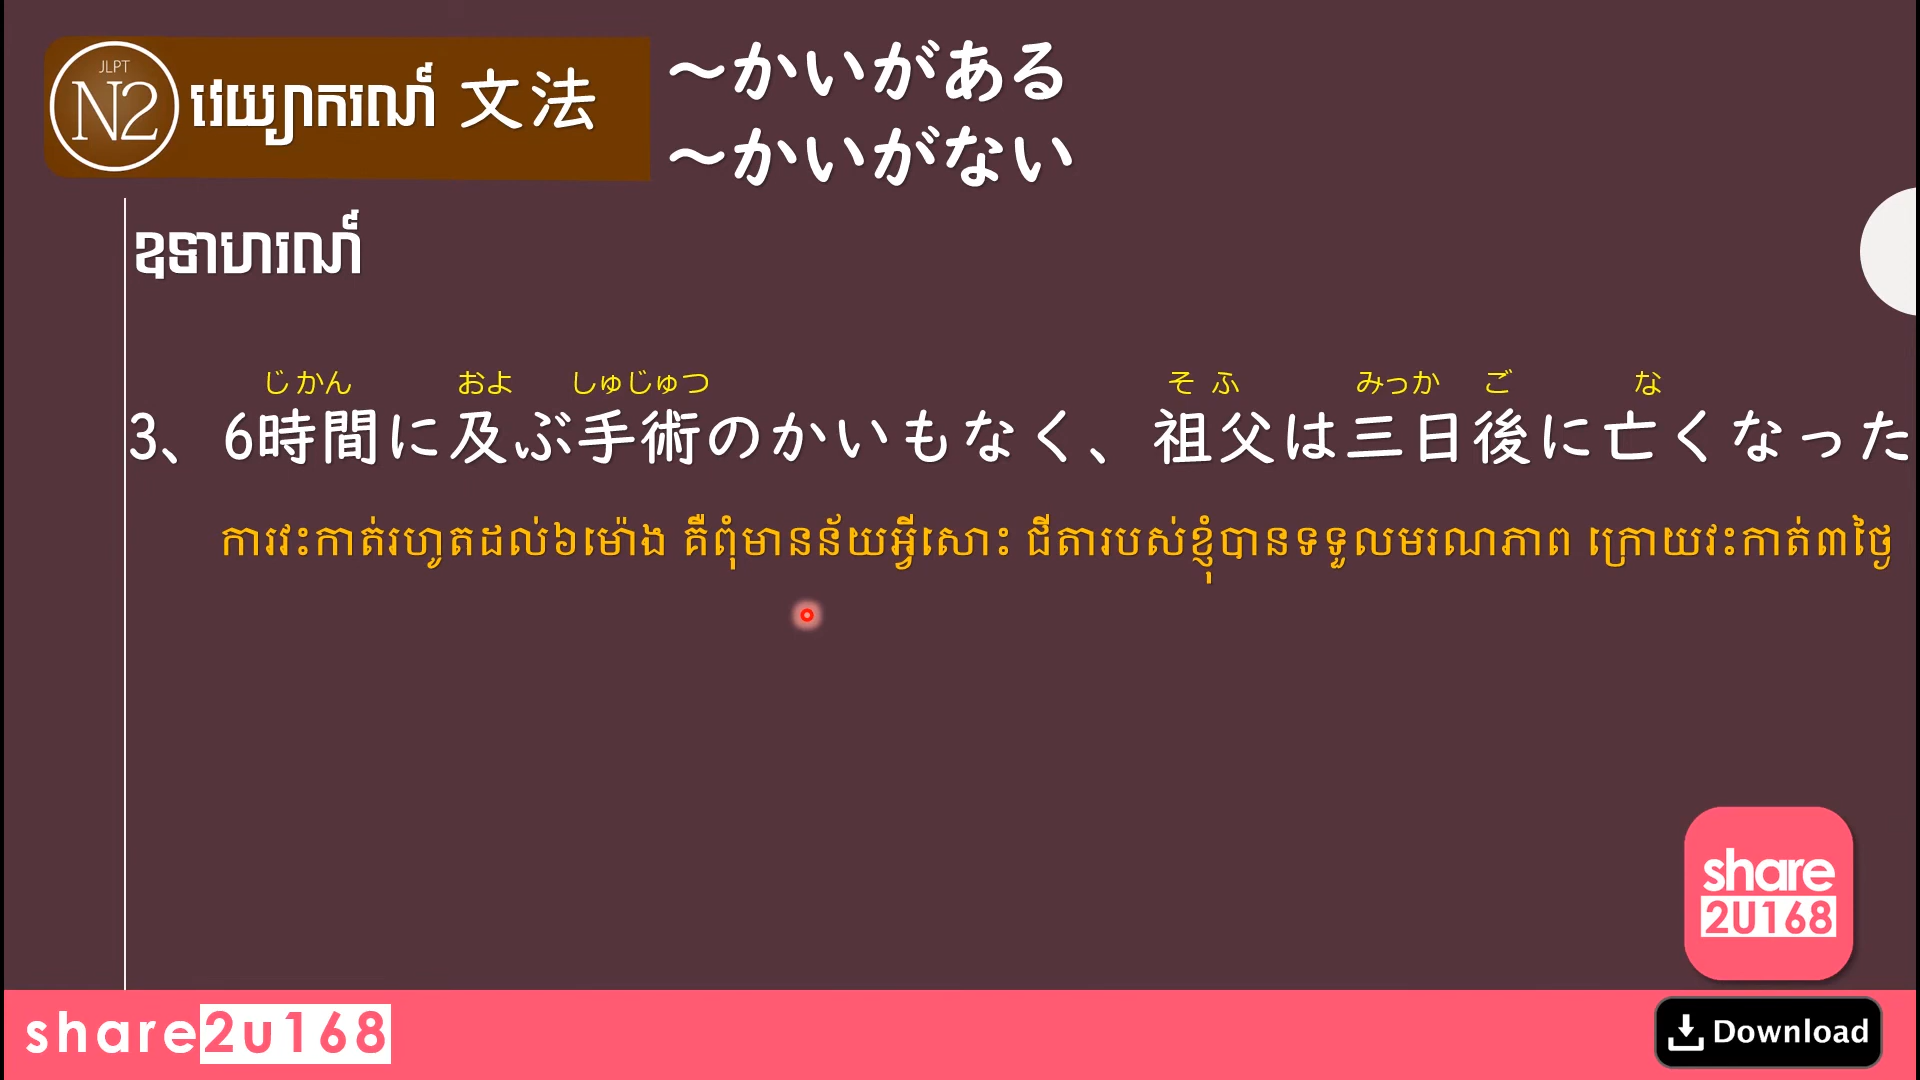 JLPT
N2
វេយ្យាករណ៍ 文法
～かいがある
～かいがない
ឧទាហរណ៍
じかん およ しゅじゅつ そふ みっか ご な
3、6時間に及ぶ手術のかいもなく、祖父は三日後に亡くなった
ការវះកាត់រហូតដល់៦ម៉ោង គឺពុំមានន័យអ្វីសោះ ជីតារបស់ខ្ញុំបានទទួលមរណភាព ក្រោយវះកាត់៣ថ្ងៃ
share
2U168
share2u168
Download